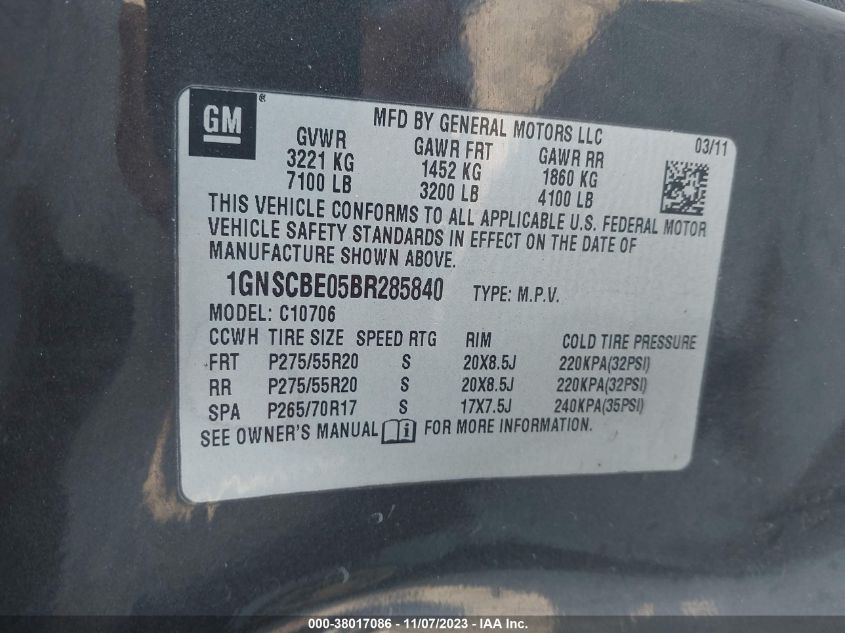 GM®
MFD BY GENERAL MOTORS LLC
03/11
GVWR GAWR FRT GAWR RR
3221 KG 1452 KG 1860 KG
7100 LB 3200 LB 4100 LB
THIS VEHICLE CONFORMS TO ALL APPLICABLE U.S. FEDERAL MOTOR
VEHICLE SAFETY STANDARDS IN EFFECT ON THE DATE OF
MANUFACTURE SHOWN ABOVE.
1GNSCBE05BR285840 TYPE: M.P.V.
MODEL: C10706
CCWH TIRE SIZE SPEED RTG RIM COLD TIRE PRESSURE
FRT P275/55R20 S 20X8.5J 220KPA(32PSI)
RR P275/55R20 S 20X8.5J 220KPA(32PSI)
SPA P265/70R17 S 17X7.5J 240KPA(35PSI)
SEE OWNER'S MANUAL FOR MORE INFORMATION.
000-38017086 - 11/07/2023 - IAA Inc.